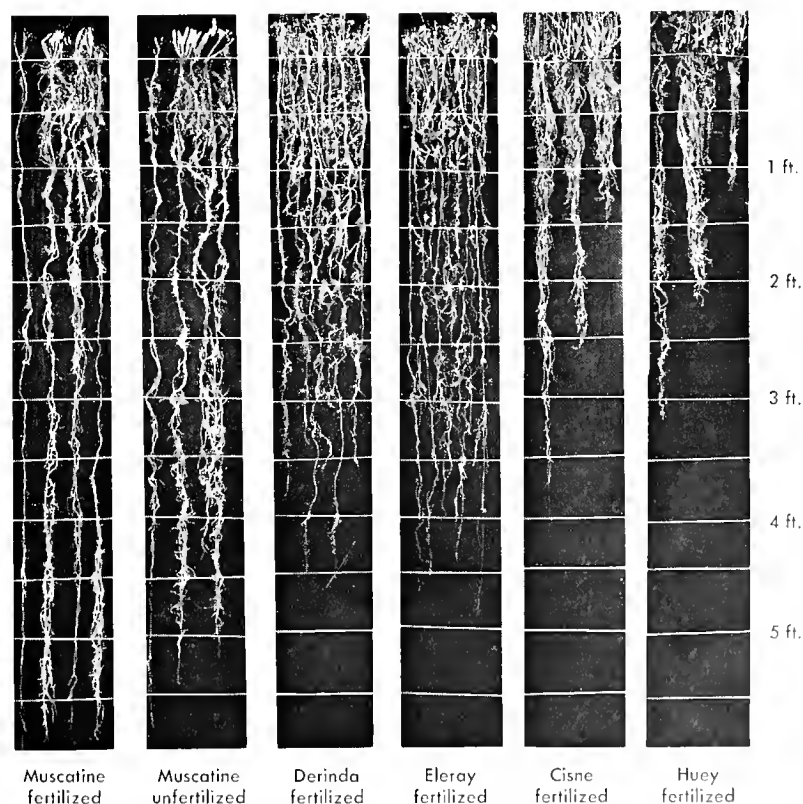 1 ft.
2 ft.
3 ft.
4 ft.
5 ft.
Muscatine
fertilized
Muscatine
unfertilized
Derinda
fertilized
Eleray
fertilized
Cisne
fertilized
Huey
fertilized